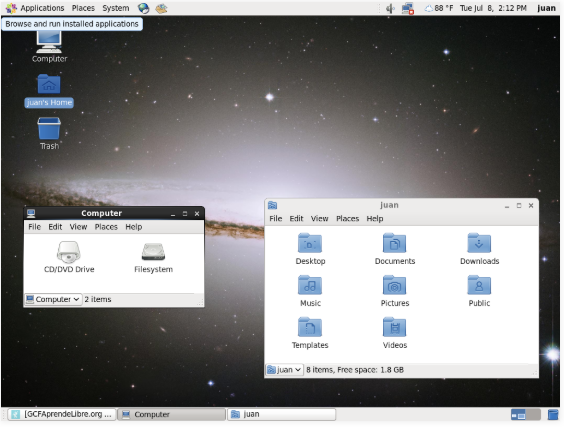 Applications Places System 88 °F Tue Jul 8, 2:12 PM juan
Browse and run installed applications
Computer
juan's Home
Trash
Computer
File Edit View Places Help
CD/DVD Drive Filesystem
Computer 2 items
juan
File Edit View Places Help
Desktop Documents Downloads
Music Pictures Public
Templates Videos
juan 8 items, Free space: 1.8 GB
[GCFAprendeLibre.org ... Computer juan